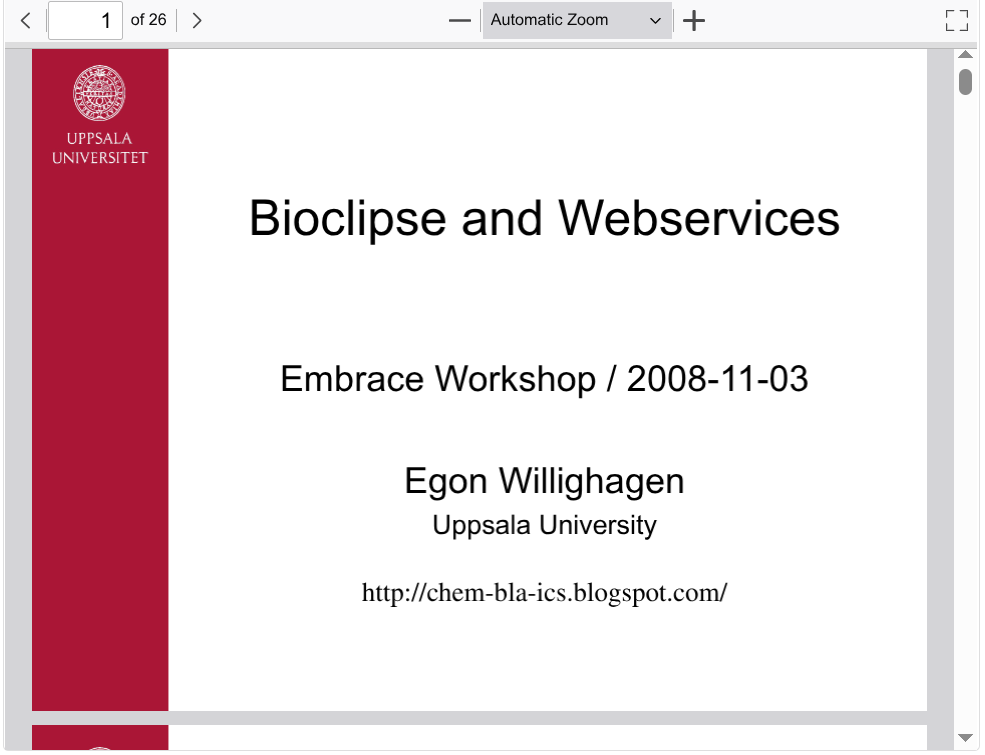 1 of 26
Automatic Zoom
UPPSALA
UNIVERSITET
Bioclipse and Webservices
Embrace Workshop / 2008-11-03
Egon Willighagen
Uppsala University
http://chem-bla-ics.blogspot.com/